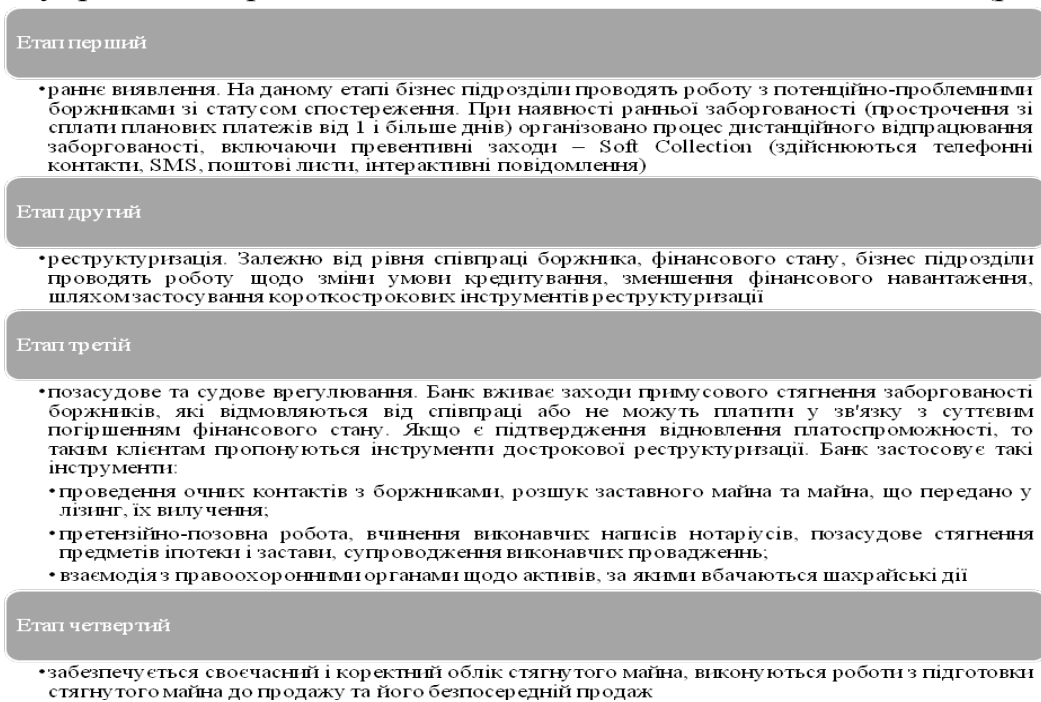 Етап перший
•раннє виявлення. На даному етапі бізнес підрозділи проводять роботу з потенційно-проблемними
боржниками зі статусом спостереження. При наявності ранньої заборгованості (прострочення зі
сплати планових платежів від 1 і більше днів) організовано процес дистанційного відпрацювання
заборгованості, включаючи превентивні заходи – Soft Collection (здійснюються телефонні
контакти, SMS, поштові листи, інтерактивні повідомлення)
Етап другий
•реструктуризація. Залежно від рівня співпраці боржника, фінансового стану, бізнес підрозділи
проводять роботу щодо зміни умови кредитування, зменшення фінансового навантаження,
шляхом застосування короткострокових інструментів реструктуризації
Етап третій
•позасудове та судове врегулювання. Банк вживає заходи примусового стягнення заборгованості
боржників, які відмовляються від співпраці або не можуть платити у зв'язку з суттєвим
погіршенням фінансового стану. Якщо є підтвердження відновлення платоспроможності, то
таким клієнтам пропонуються інструменти дострокової реструктуризації. Банк застосовує такі
інструменти:
•проведення очних контактів з боржниками, розшук заставного майна та майна, що передано у
лізинг, їх вилучення;
•претензійно-позовна робота, вчинення виконавчих написів нотаріусів, позасудове стягнення
предметів іпотеки і застави, супроводження виконавчих проваджень;
•взаємодія з правоохоронними органами щодо активів, за якими вбачаються шахрайські дії
Етап четвертий
•забезпечується своєчасний і коректний облік стягнутого майна, виконуються роботи з підготовки
стягнутого майна до продажу та його безпосередній продаж